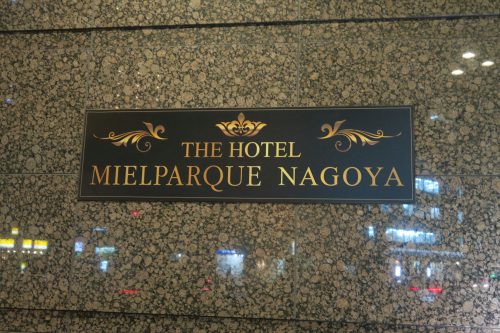 THE HOTEL
MIELPARQUE NAGOYA